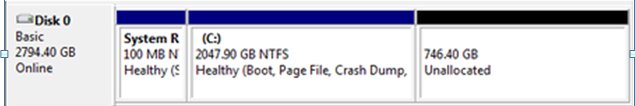 Disk 0
Basic
2794.40 GB
Online
System R
100 MB NT
Healthy (S
(C:)
2047.90 GB NTFS
Healthy (Boot, Page File, Crash Dump,
746.40 GB
Unallocated